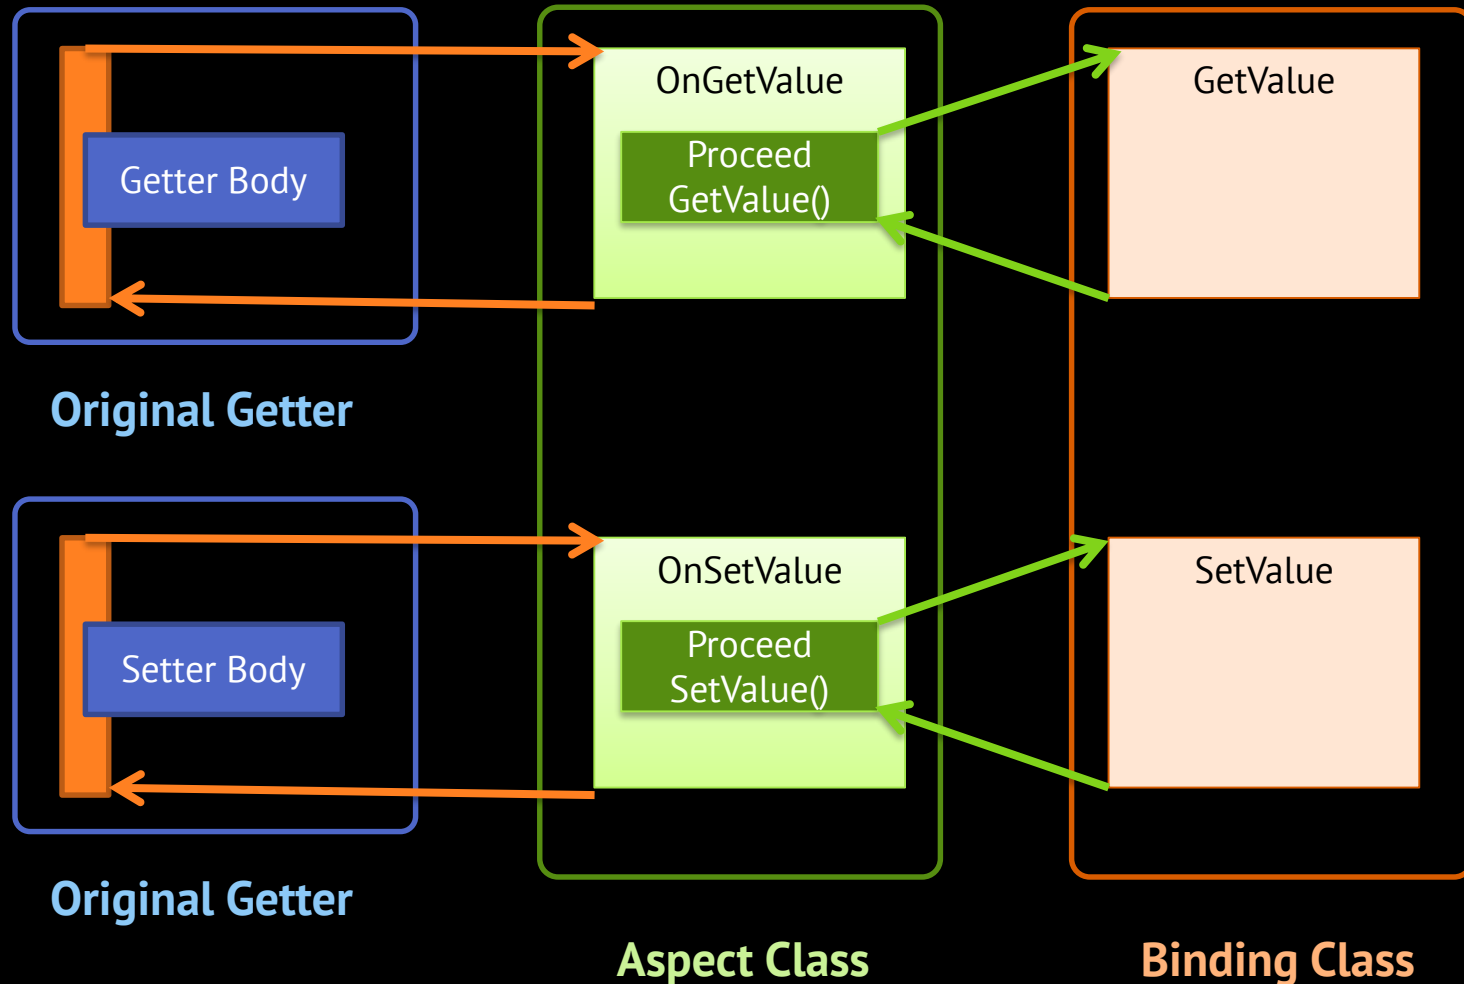 OnGetValue
GetValue
Getter Body
Proceed
GetValue()
Original Getter
OnSetValue
SetValue
Setter Body
Proceed
SetValue()
Original Getter
Aspect Class
Binding Class